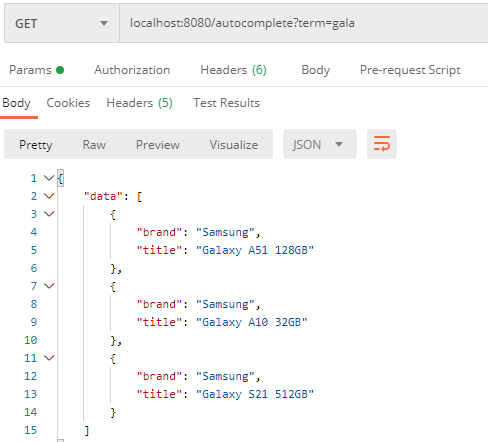 GET localhost:8080/autocomplete?term=gala
Params Authorization Headers (6) Body Pre-request Script
Body Cookies Headers (5) Test Results
Pretty Raw Preview Visualize JSON
1 {
2 "data": [
3 {
4 "brand": "Samsung",
5 "title": "Galaxy A51 128GB"
6 },
7 {
8 "brand": "Samsung",
9 "title": "Galaxy A10 32GB"
10 },
11 {
12 "brand": "Samsung",
13 "title": "Galaxy S21 512GB"
14 }
15 ]